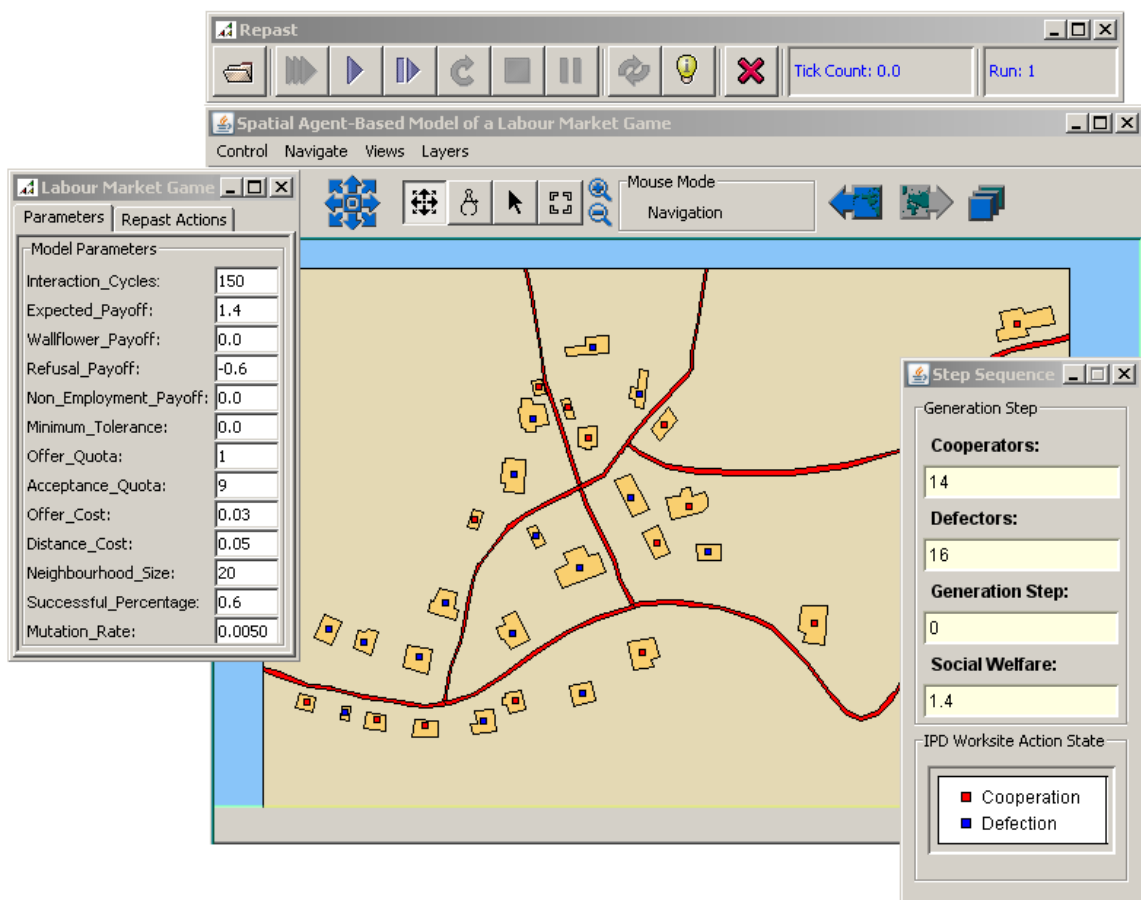 Repast
Tick Count: 0.0
Run: 1
Spatial Agent-Based Model of a Labour Market Game
Control Navigate Views Layers
Mouse Mode
Navigation
Labour Market Game
Parameters Repast Actions
Model Parameters
Interaction_Cycles: 150
Expected_Payoff: 1.4
Wallflower_Payoff: 0.0
Refusal_Payoff: -0.6
Non_Employment_Payoff: 0.0
Minimum_Tolerance: 0.0
Offer_Quota: 1
Acceptance_Quota: 9
Offer_Cost: 0.03
Distance_Cost: 0.05
Neighbourhood_Size: 20
Successful_Percentage: 0.6
Mutation_Rate: 0.0050
Step Sequence
Generation Step
Cooperators:
14
Defectors:
16
Generation Step:
0
Social Welfare:
1.4
IPD Worksite Action State
Cooperation
Defection